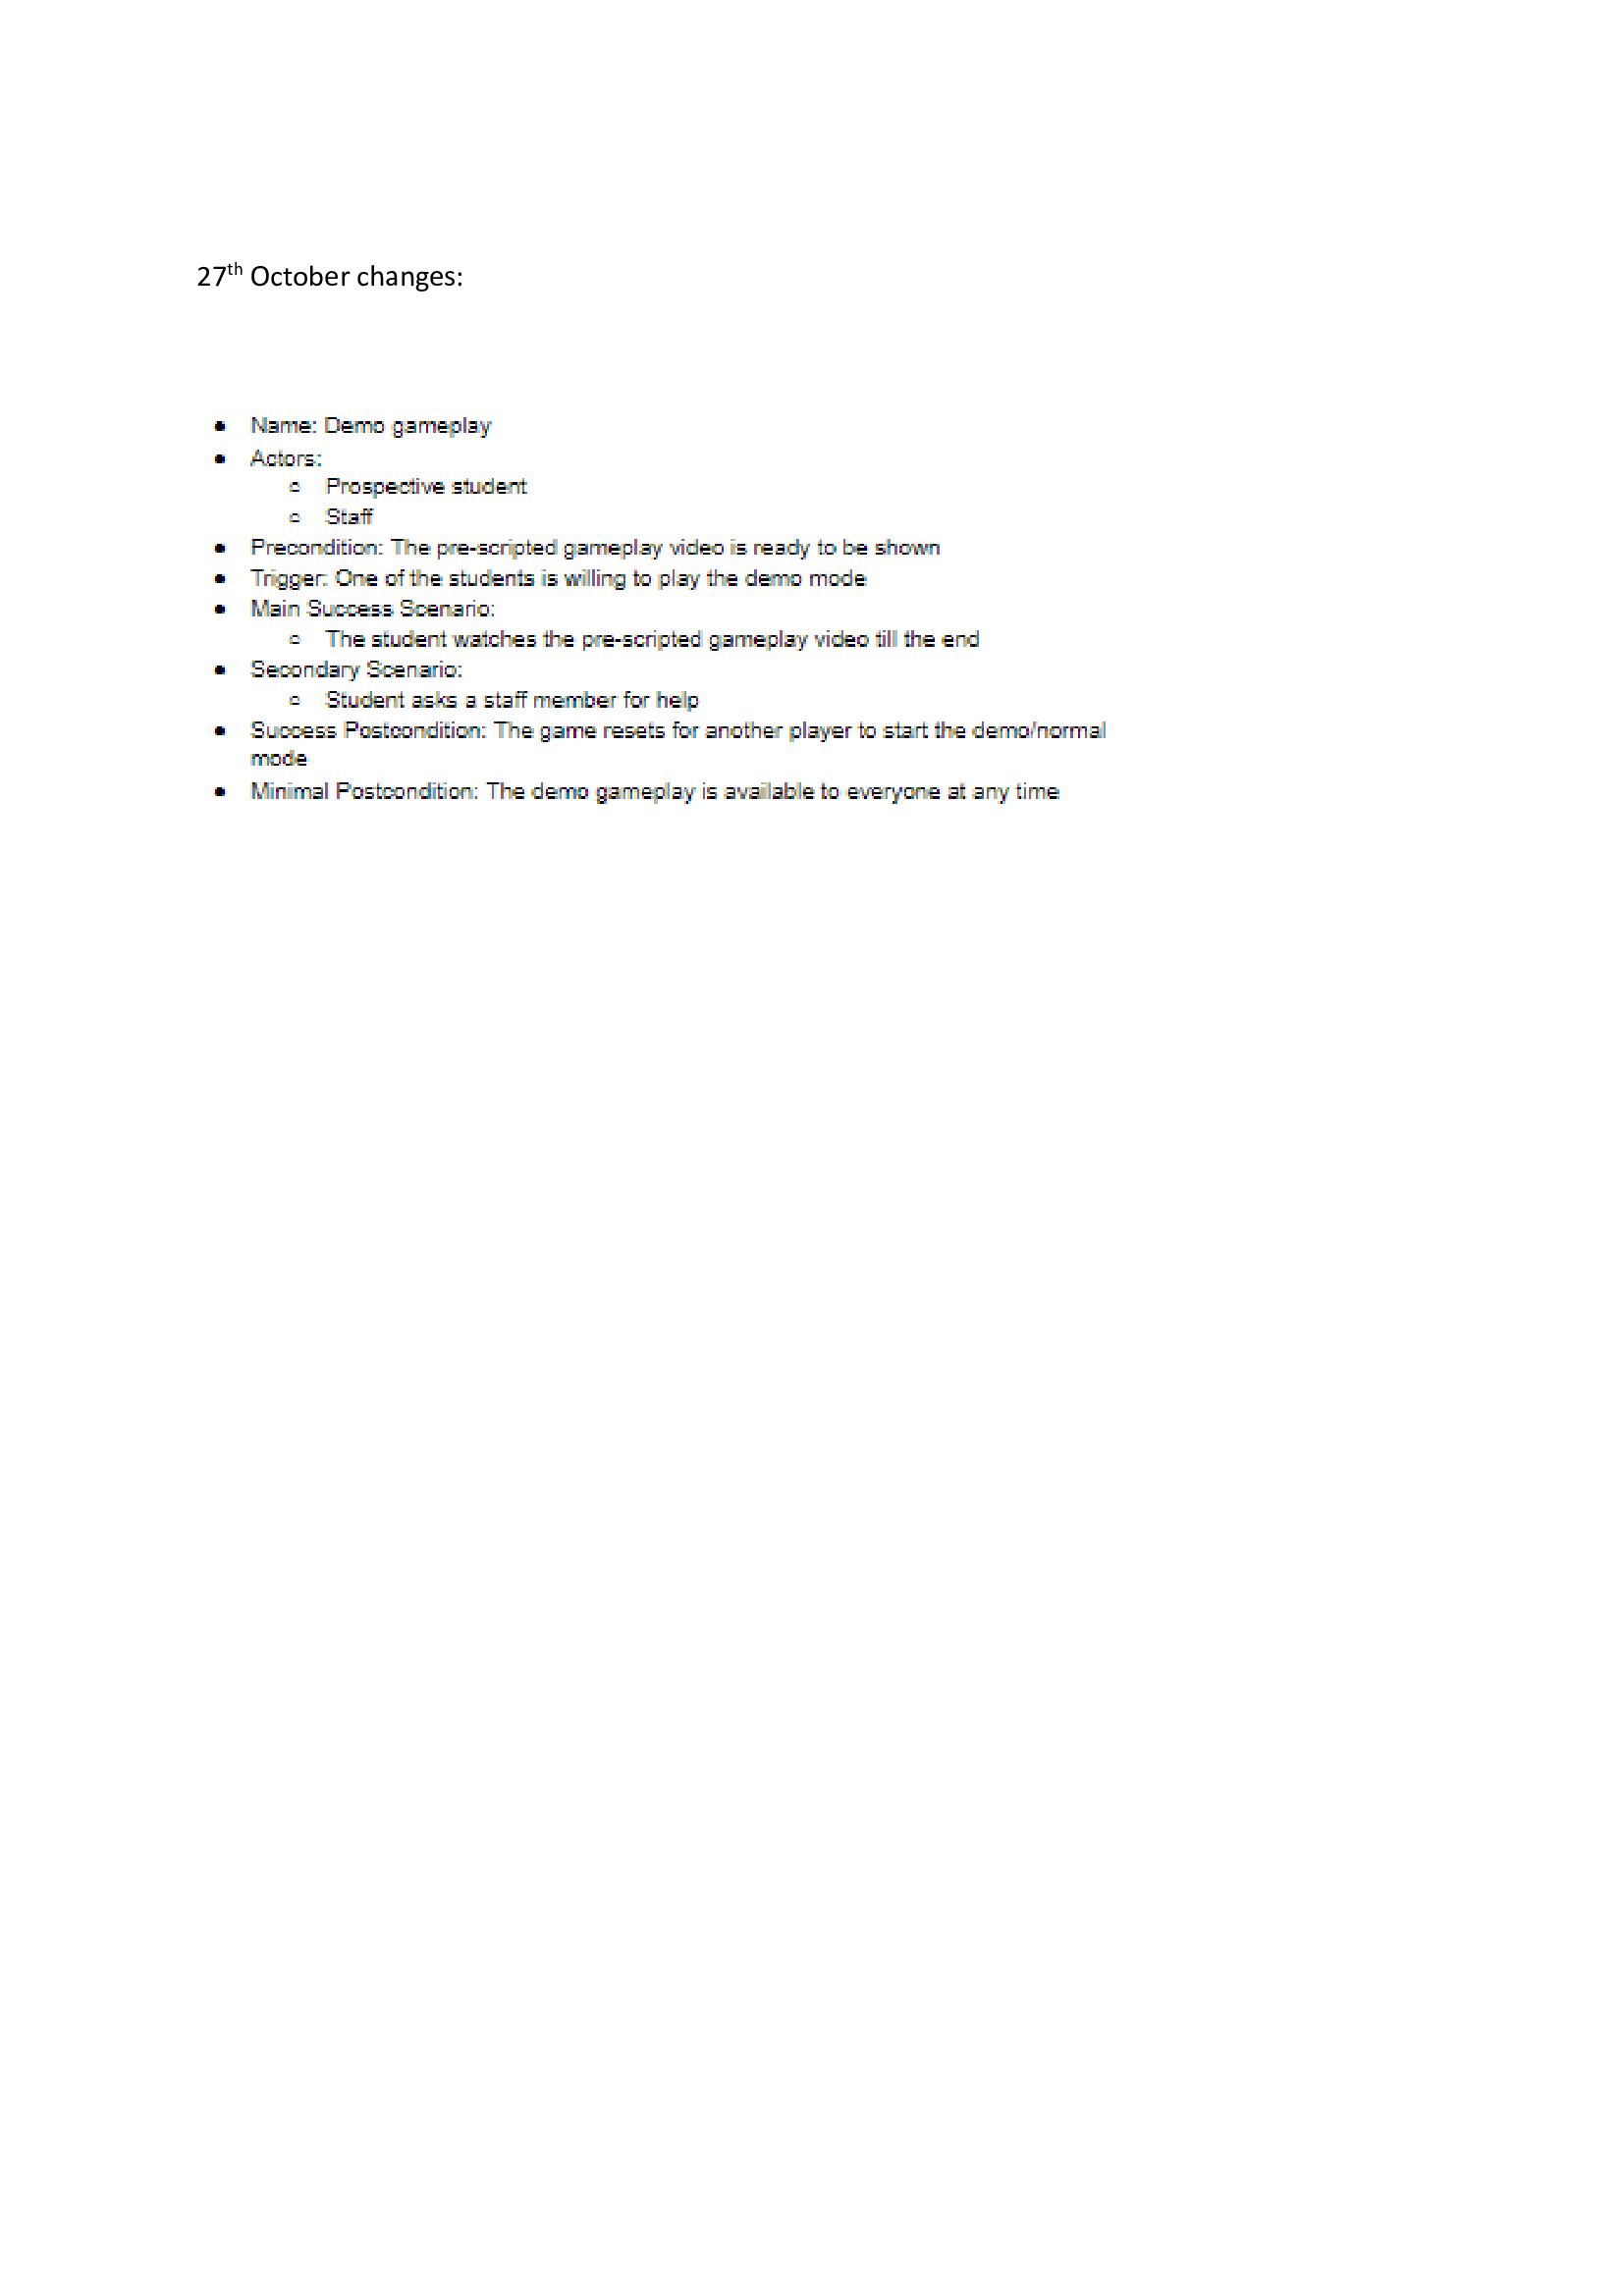 27th October changes:
• Name: Demo gameplay
• Actors:
○ Prospective student
○ Staff
• Precondition: The pre-scripted gameplay video is ready to be shown
• Trigger: One of the students is willing to play the demo mode
• Main Success Scenario:
○ The student watches the pre-scripted gameplay video till the end
• Secondary Scenario:
○ Student asks a staff member for help
• Success Postcondition: The game resets for another player to start the demo/normal
mode
• Minimal Postcondition: The demo gameplay is available to everyone at any time